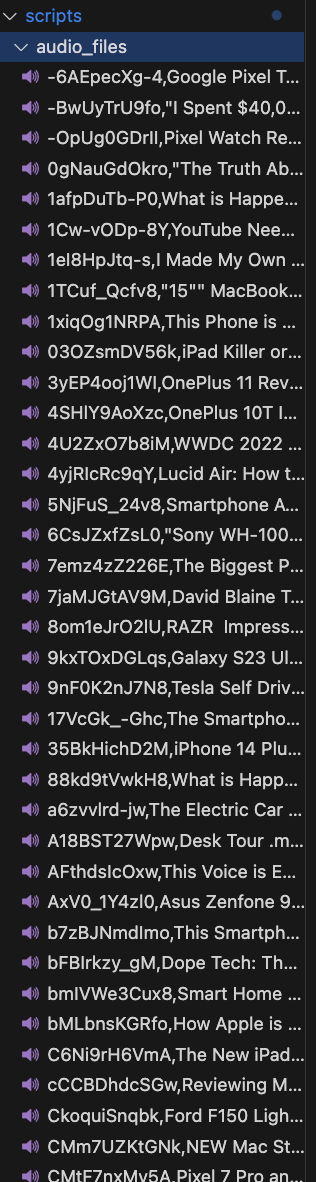 scripts
audio_files
-6AEpecXg-4,Google Pixel T...
-BwUyTrU9fo,"I Spent $40,0...
-OpUg0GDrlI,Pixel Watch Re...
0gNauGdOkro,"The Truth Ab...
1afpDuTb-P0,What is Happe...
1Cw-vODp-8Y,YouTube Nee...
1eI8HpJtq-s,I Made My Own ...
1TCuf_Qcfv8,"15"" MacBook...
1xiqOg1NRPA,This Phone is ...
03OZsmDV56k,iPad Killer or...
3yEP4ooj1WI,OnePlus 11 Rev...
4SHlY9AoXzc,OnePlus 10T I...
4U2ZxO7b8iM,WWDC 2022 ...
4yjRIcRc9qY,Lucid Air: How t...
5NjFuS_24v8,Smartphone A...
6CsJZxfZsL0,"Sony WH-100...
7emz4zZ226E,The Biggest P...
7jaMJGtAV9M,David Blaine T...
8om1eJrO2lU,RAZR  Impress...
9kxTOxDGLqs,Galaxy S23 Ul...
9nF0K2nJ7N8,Tesla Self Driv...
17VcGk_-Ghc,The Smartpho...
35BkHichD2M,iPhone 14 Plu...
88kd9tVwkH8,What is Happ...
a6zvvlrd-jw,The Electric Car ...
A18BST27Wpw,Desk Tour .m...
AFthdsIcOxw,This Voice is E...
AxV0_1Y4zl0,Asus Zenfone 9...
b7zBJNmdlmo,This Smartph...
bFBIrkzy_gM,Dope Tech: Th...
bmIVWe3Cux8,Smart Home ...
bMLbnsKGRfo,How Apple is ...
C6Ni9rH6VmA,The New iPad...
cCCBDhdcSGw,Reviewing M...
CkoquiSnqbk,Ford F150 Ligh...
CMm7UZKtGNk,NEW Mac St...
CMtF7nxMy5A,Pixel 7 Pro an...